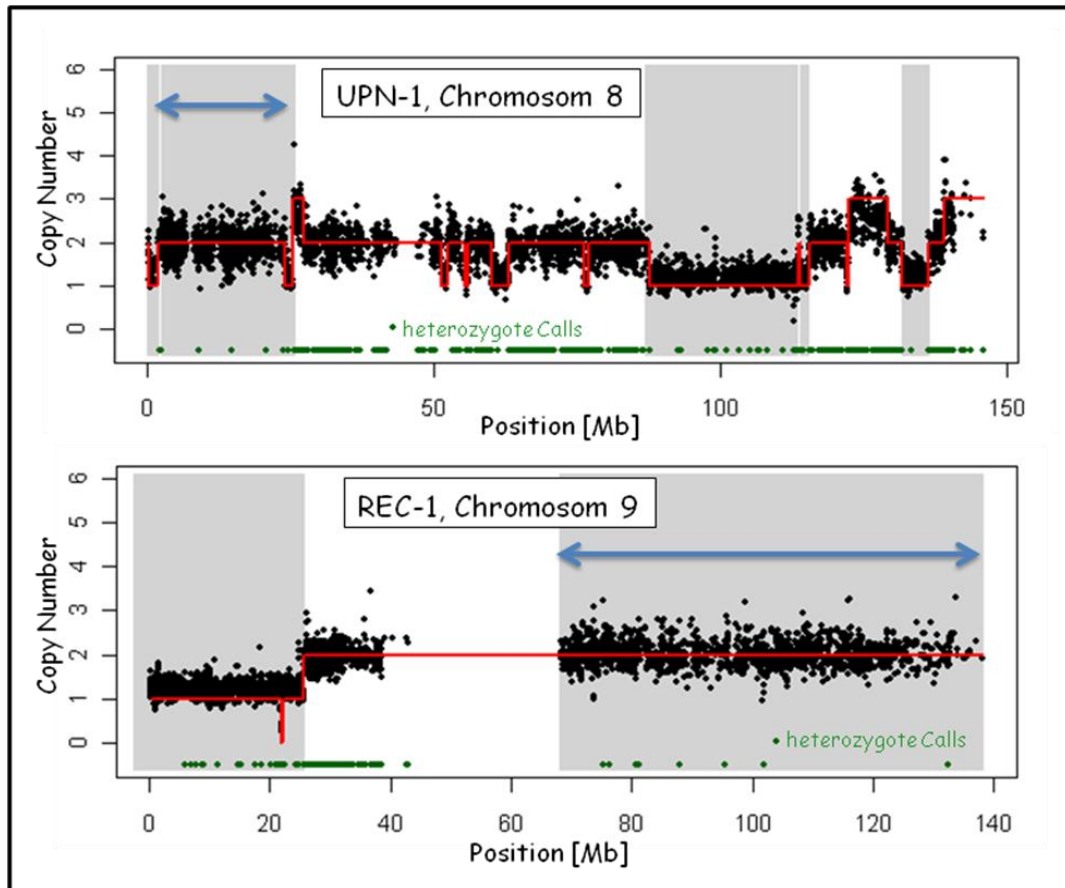 UPN-1, Chromosom 8
Copy Number
6
5
4
3
2
1
0
heterozygote Calls
0 50 100 150
Position [Mb]
REC-1, Chromosom 9
Copy Number
6
5
4
3
2
1
0
heterozygote Calls
0 20 40 60 80 100 120 140
Position [Mb]